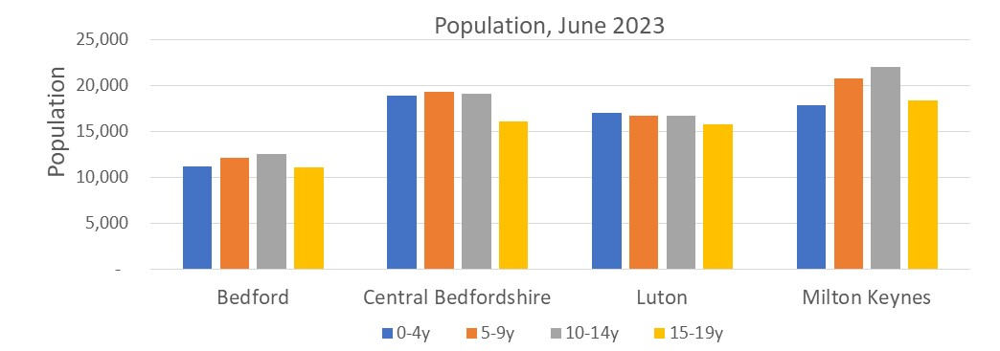 Population, June 2023
Population
25,000
20,000
15,000
10,000
5,000
-
Bedford Central Bedfordshire Luton Milton Keynes
0-4y 5-9y 10-14y 15-19y